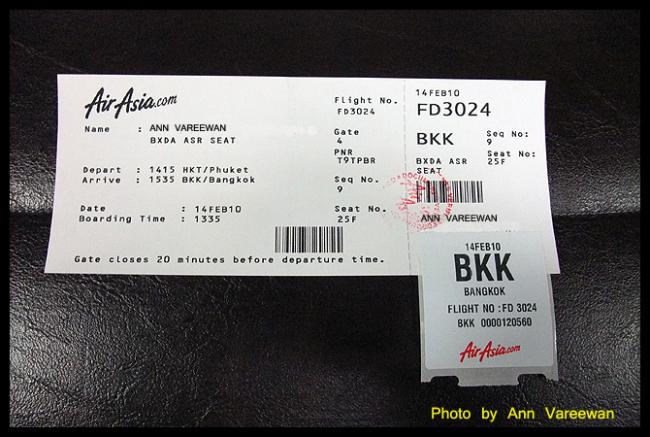 AirAsia.com
Name : ANN VAREEWAN
BXDA ASR SEAT
Depart : 1415 HKT/Phuket
Arrive : 1535 BKK/Bangkok
Date : 14FEB10
Boarding Time : 1335
Gate closes 20 minutes before departure time.
Flight No.
FD3024
Gate
4
PNR
T9TPBR
Seq No.
9
Seat No.
25F
14FEB10
FD3024
BKK
Seq No:
9
BXDA ASR
SEAT
Seat No:
25F
ANN VAREEWAN
14FEB10
BKK
BANGKOK
FLIGHT NO :FD 3024
BKK 0000120560
AirAsia.com
Photo by Ann Vareewan